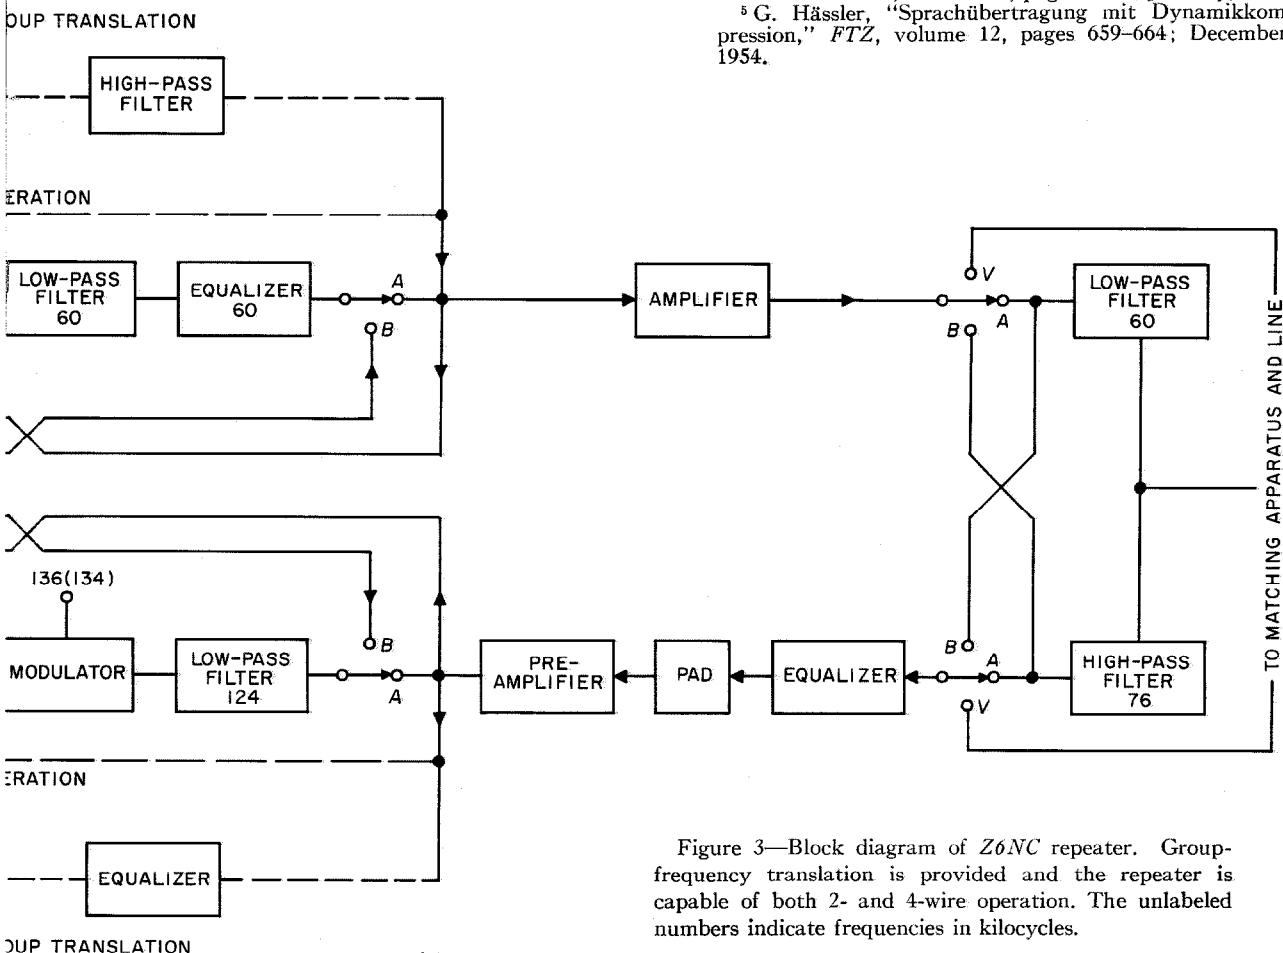 ⁵ G. Hässler, “Sprachübertragung mit Dynamikkom
pression,” FTZ, volume 12, pages 659–664; December
1954.
OUP TRANSLATION
HIGH-PASS
FILTER
ERATION
LOW-PASS
FILTER
60
EQUALIZER
60
A
B
AMPLIFIER
V
A
B
LOW-PASS
FILTER
60
TO MATCHING APPARATUS AND LINE
136(134)
MODULATOR
LOW-PASS
FILTER
124
B
A
PRE-
AMPLIFIER
PAD
EQUALIZER
B
A
V
HIGH-PASS
FILTER
76
ERATION
EQUALIZER
OUP TRANSLATION
Figure 3—Block diagram of Z6NC repeater. Group-
frequency translation is provided and the repeater is
capable of both 2- and 4-wire operation. The unlabeled
numbers indicate frequencies in kilocycles.